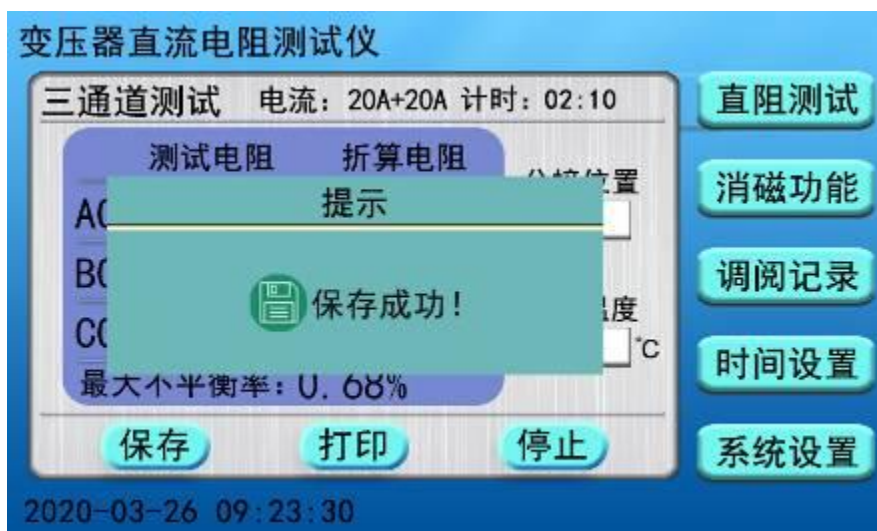 变压器直流电阻测试仪
三通道测试 电流：20A+20A 计时：02:10
直阻测试
测试电阻 折算电阻
消磁功能
提示
保存成功！
调阅记录
℃
时间设置
最大不平衡率：0.68%
保存 打印 停止
系统设置
2020-03-26 09:23:30